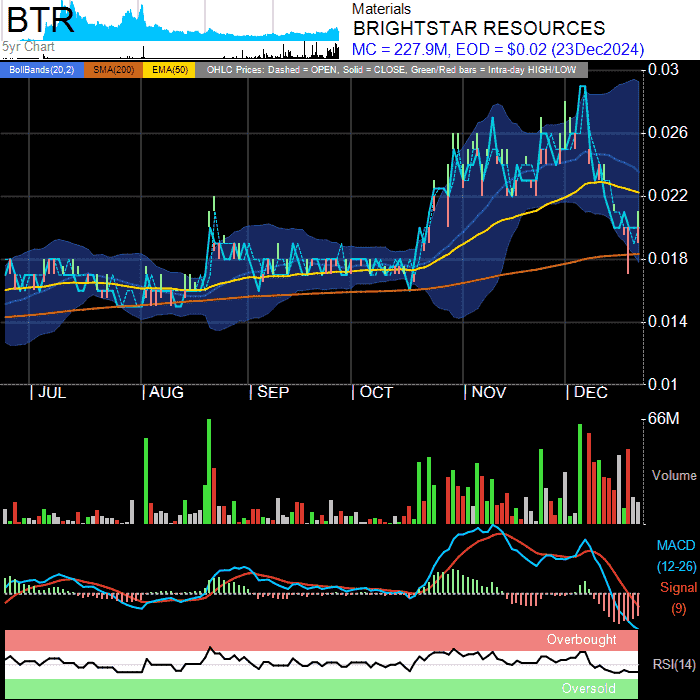 BTR
5yr Chart
Materials
BRIGHTSTAR RESOURCES
MC = 227.9M, EOD = $0.02 (23Dec2024)
BollBands(20,2) SMA(200) EMA(50) OHLC Prices: Dashed = OPEN, Solid = CLOSE, Green/Red bars = Intra-day HIGH/LOW
0.03
0.026
0.022
0.018
0.014
0.01
| JUL | AUG | SEP | OCT | NOV | DEC
66M
Volume
MACD
(12-26)
Signal
(9)
Overbought
RSI(14)
Oversold